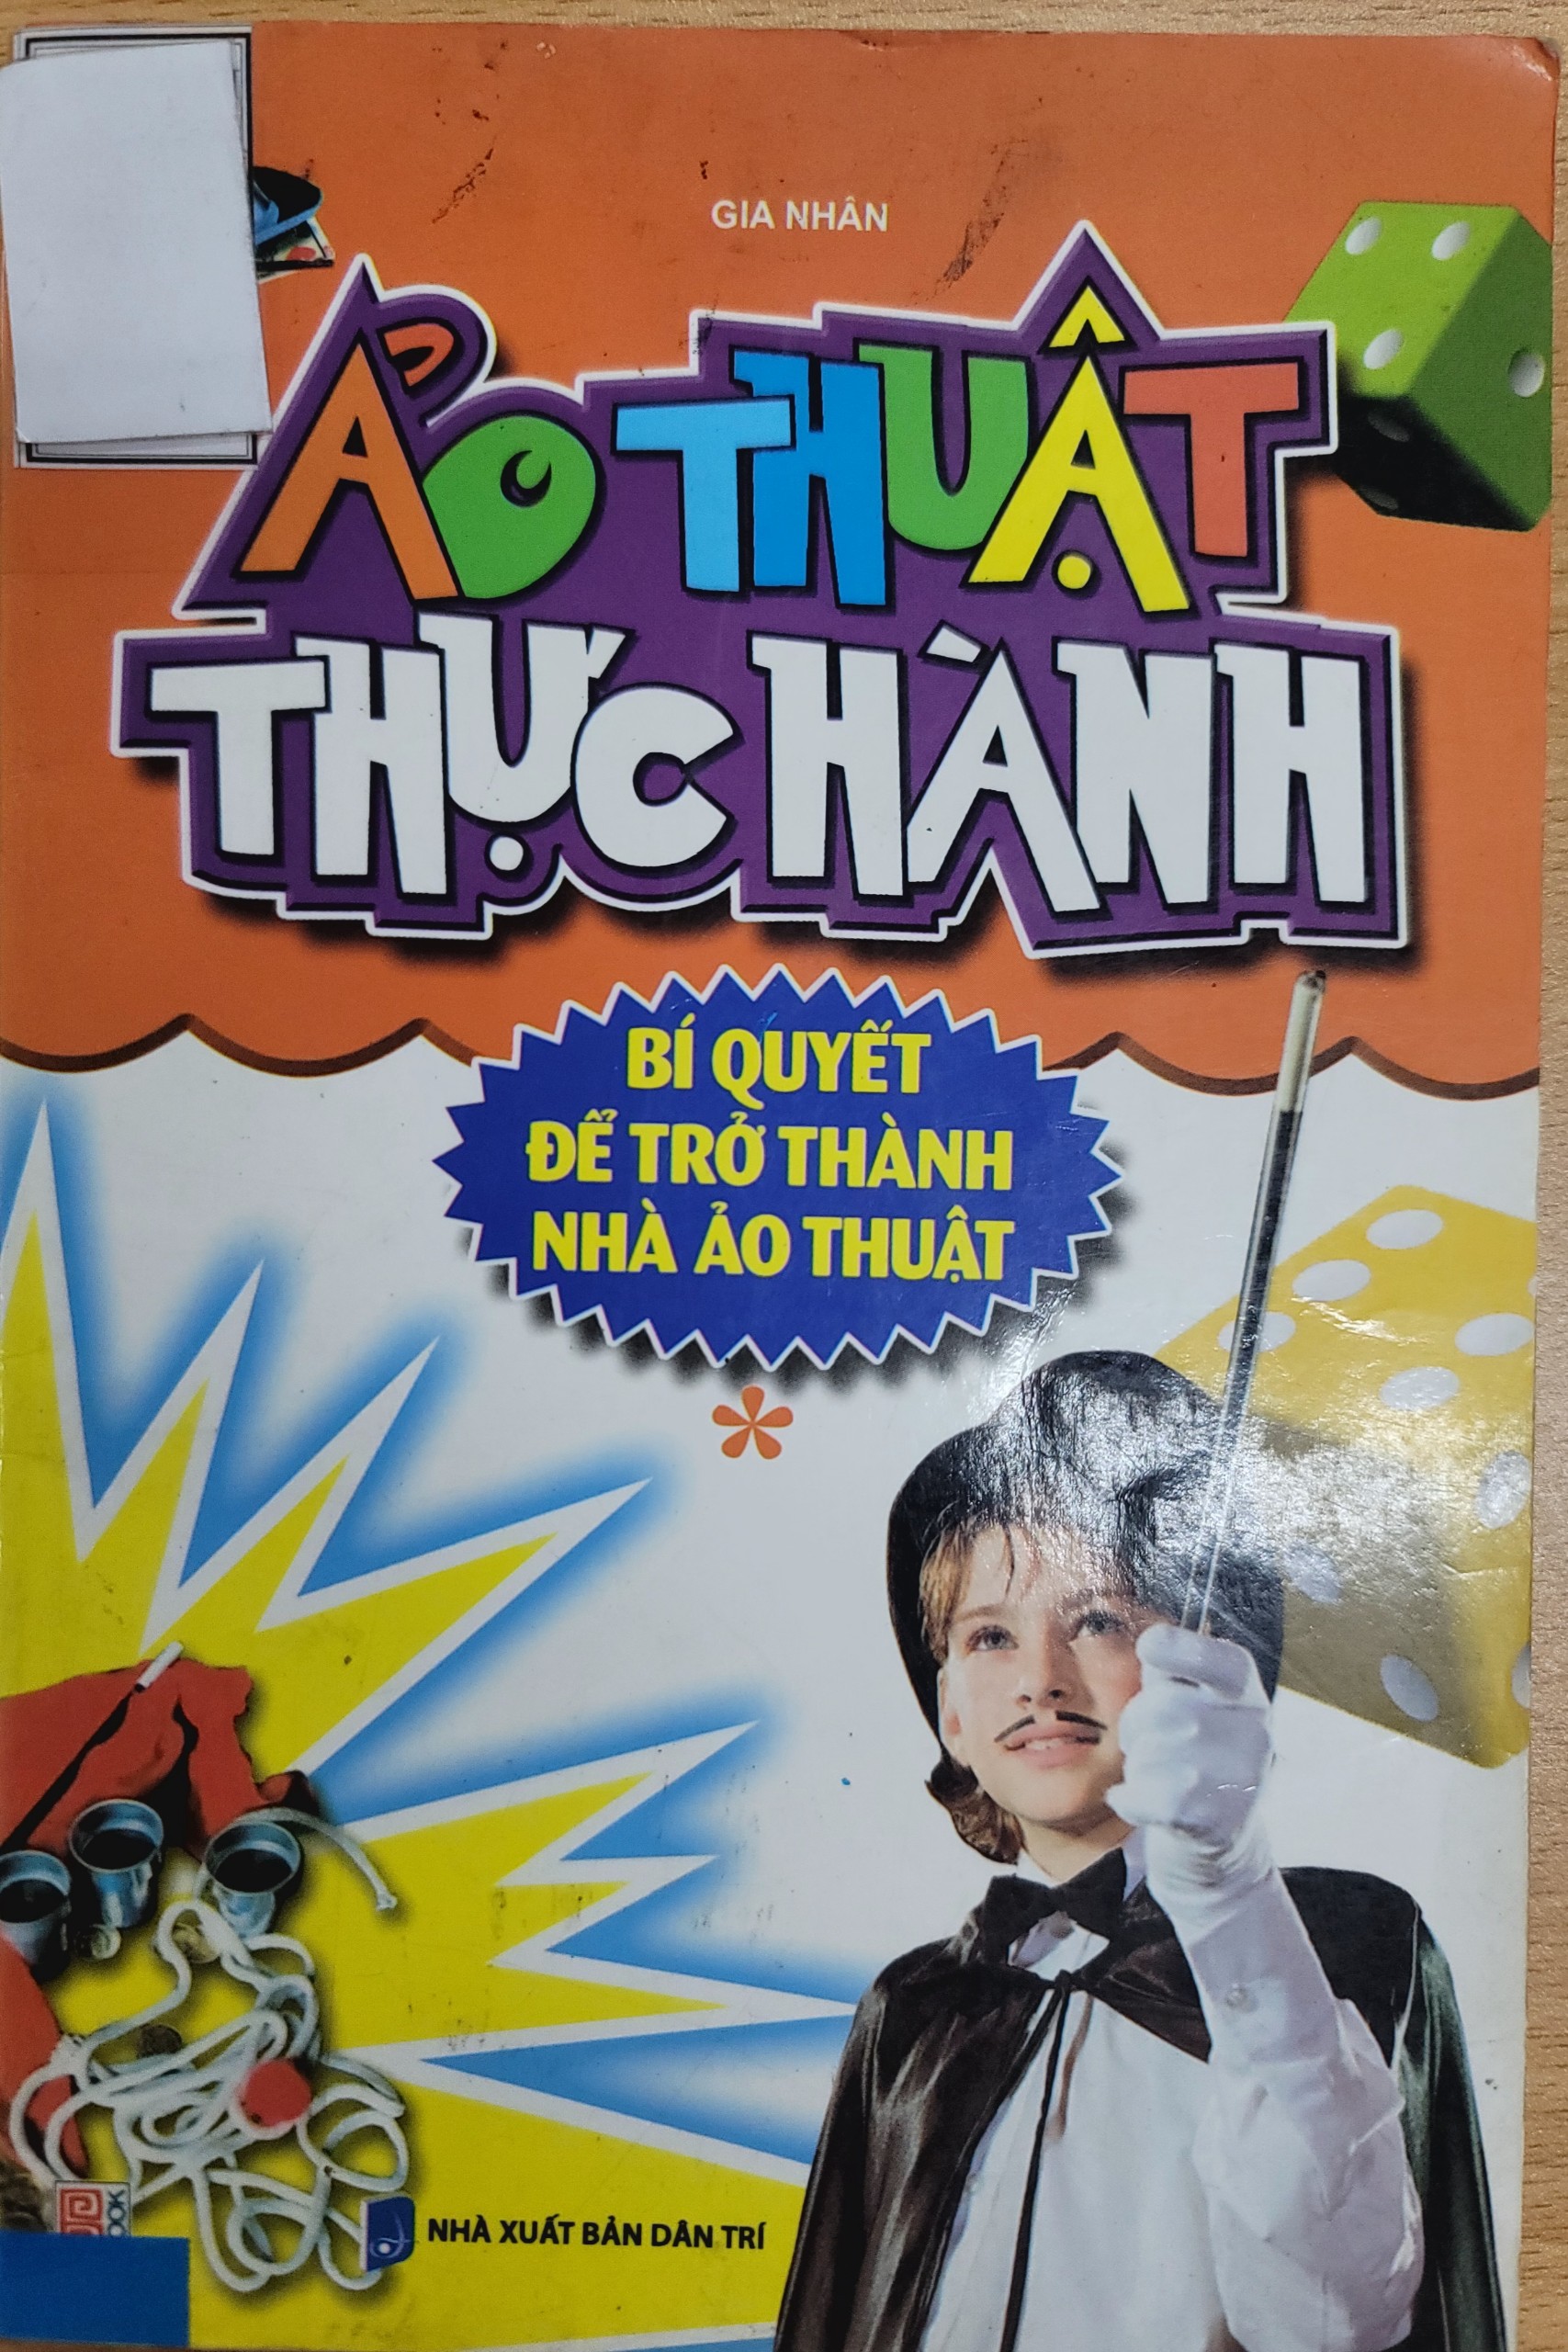 GIA NHÂN
ẢO THUẬT
THỰC HÀNH
BÍ QUYẾT
ĐỂ TRỞ THÀNH
NHÀ ẢO THUẬT
NHÀ XUẤT BẢN DÂN TRÍ